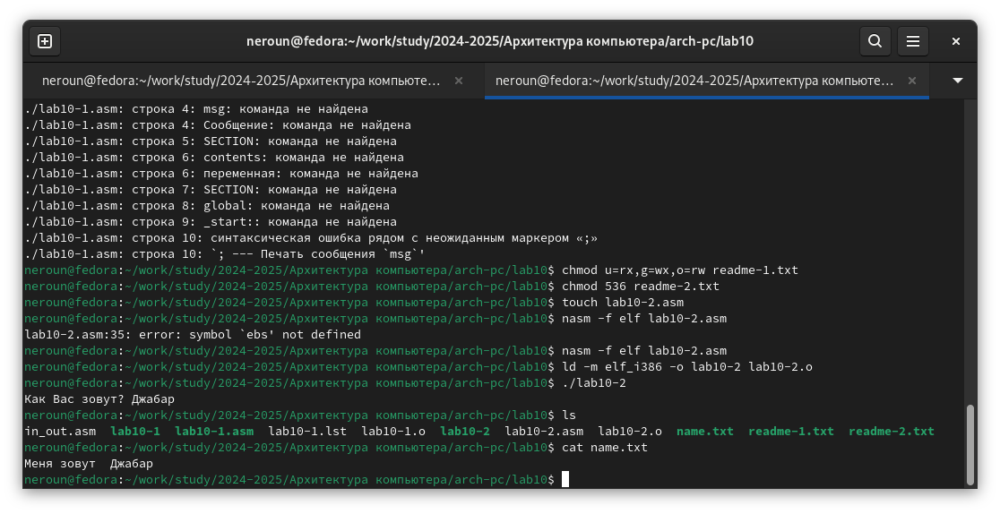 neroun@fedora:~/work/study/2024-2025/Архитектура компьютера/arch-pc/lab10
neroun@fedora:~/work/study/2024-2025/Архитектура компьюте...
neroun@fedora:~/work/study/2024-2025/Архитектура компьюте...
./lab10-1.asm: строка 4: msg: команда не найдена
./lab10-1.asm: строка 4: Сообщение: команда не найдена
./lab10-1.asm: строка 5: SECTION: команда не найдена
./lab10-1.asm: строка 6: contents: команда не найдена
./lab10-1.asm: строка 6: переменная: команда не найдена
./lab10-1.asm: строка 7: SECTION: команда не найдена
./lab10-1.asm: строка 8: global: команда не найдена
./lab10-1.asm: строка 9: _start:: команда не найдена
./lab10-1.asm: строка 10: синтаксическая ошибка рядом с неожиданным маркером «;»
./lab10-1.asm: строка 10: `; --- Печать сообщения `msg`'
neroun@fedora:~/work/study/2024-2025/Архитектура компьютера/arch-pc/lab10$ chmod u=rx,g=wx,o=rw readme-1.txt
neroun@fedora:~/work/study/2024-2025/Архитектура компьютера/arch-pc/lab10$ chmod 536 readme-2.txt
neroun@fedora:~/work/study/2024-2025/Архитектура компьютера/arch-pc/lab10$ touch lab10-2.asm
neroun@fedora:~/work/study/2024-2025/Архитектура компьютера/arch-pc/lab10$ nasm -f elf lab10-2.asm
lab10-2.asm:35: error: symbol `ebs' not defined
neroun@fedora:~/work/study/2024-2025/Архитектура компьютера/arch-pc/lab10$ nasm -f elf lab10-2.asm
neroun@fedora:~/work/study/2024-2025/Архитектура компьютера/arch-pc/lab10$ ld -m elf_i386 -o lab10-2 lab10-2.o
neroun@fedora:~/work/study/2024-2025/Архитектура компьютера/arch-pc/lab10$ ./lab10-2
Как Вас зовут? Джабар
neroun@fedora:~/work/study/2024-2025/Архитектура компьютера/arch-pc/lab10$ ls
in_out.asm  lab10-1  lab10-1.asm  lab10-1.lst  lab10-1.o  lab10-2  lab10-2.asm  lab10-2.o  name.txt  readme-1.txt  readme-2.txt
neroun@fedora:~/work/study/2024-2025/Архитектура компьютера/arch-pc/lab10$ cat name.txt
Меня зовут  Джабар
neroun@fedora:~/work/study/2024-2025/Архитектура компьютера/arch-pc/lab10$